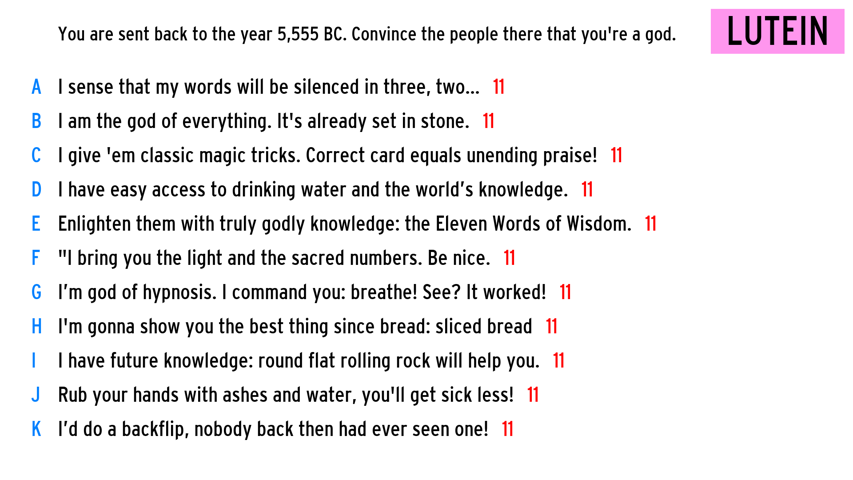 You are sent back to the year 5,555 BC. Convince the people there that you're a god.
LUTEIN
A I sense that my words will be silenced in three, two... 11
B I am the god of everything. It's already set in stone. 11
C I give 'em classic magic tricks. Correct card equals unending praise! 11
D I have easy access to drinking water and the world’s knowledge. 11
E Enlighten them with truly godly knowledge: the Eleven Words of Wisdom. 11
F "I bring you the light and the sacred numbers. Be nice. 11
G I’m god of hypnosis. I command you: breathe! See? It worked! 11
H I'm gonna show you the best thing since bread: sliced bread 11
I I have future knowledge: round flat rolling rock will help you. 11
J Rub your hands with ashes and water, you'll get sick less! 11
K I’d do a backflip, nobody back then had ever seen one! 11